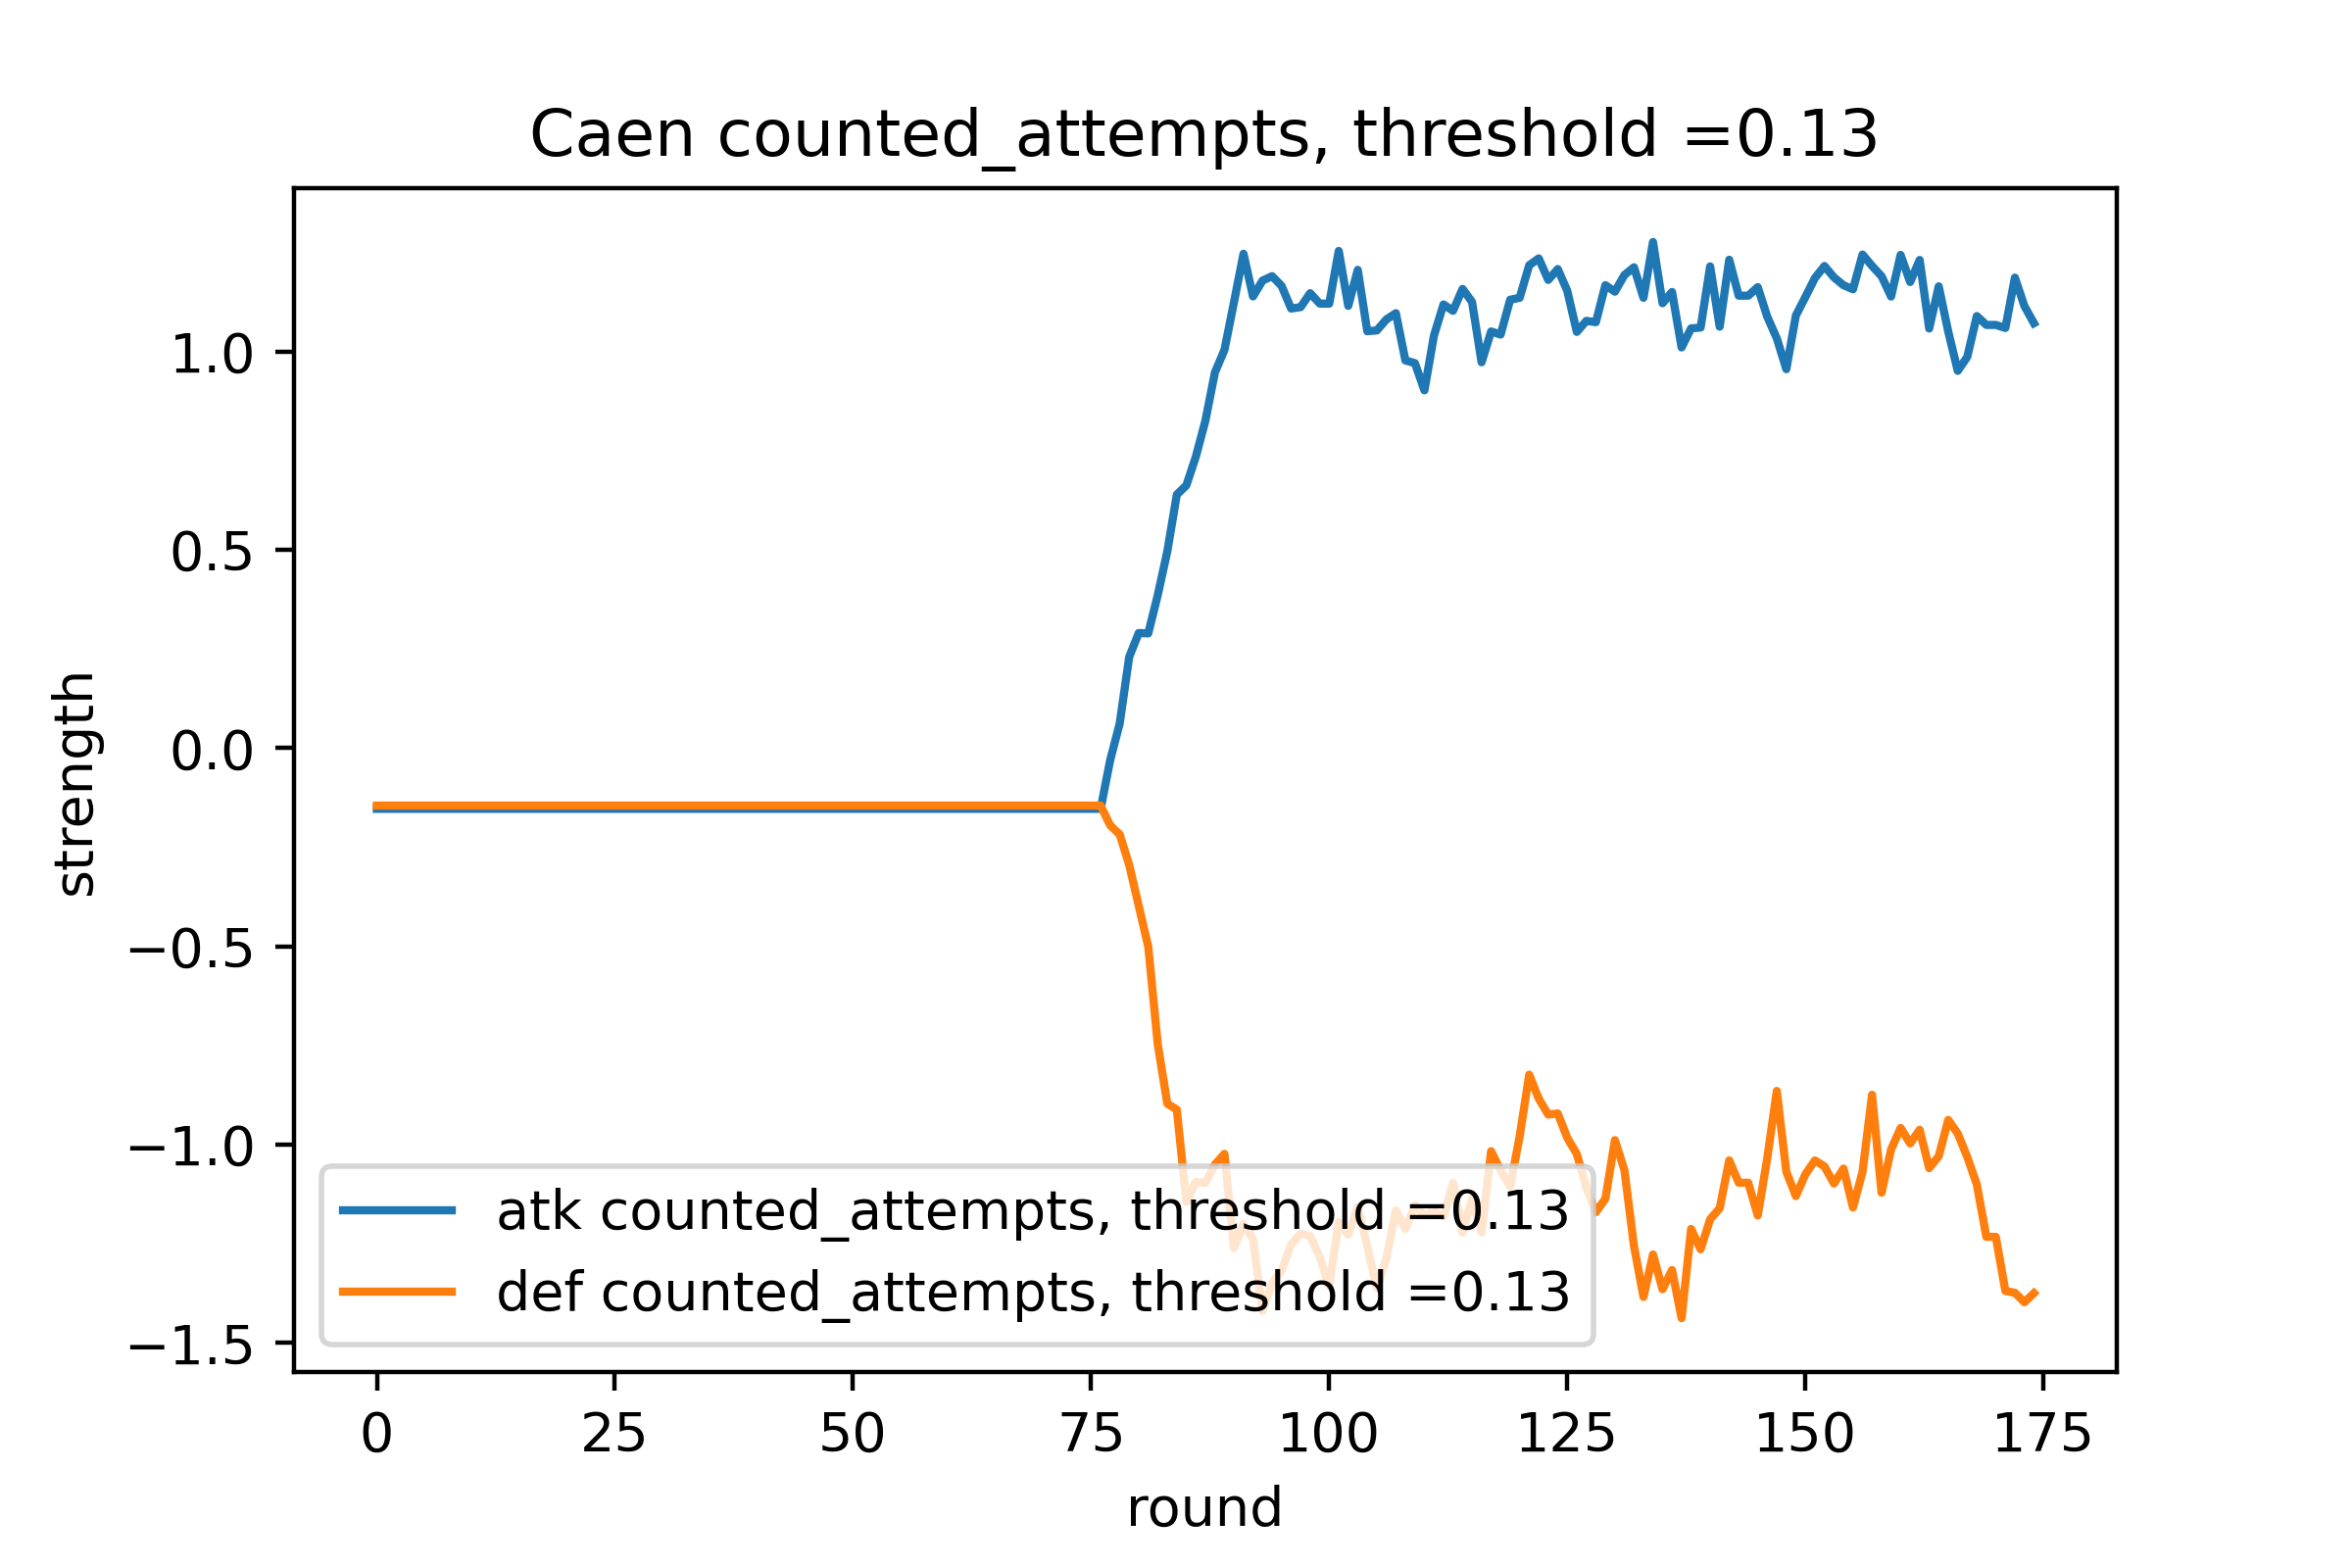 Caen counted_attempts, threshold =0.13
strength
1.0
0.5
0.0
−0.5
−1.0
−1.5
atk counted_attempts, threshold =0.13
def counted_attempts, threshold =0.13
0 25 50 75 100 125 150 175
round